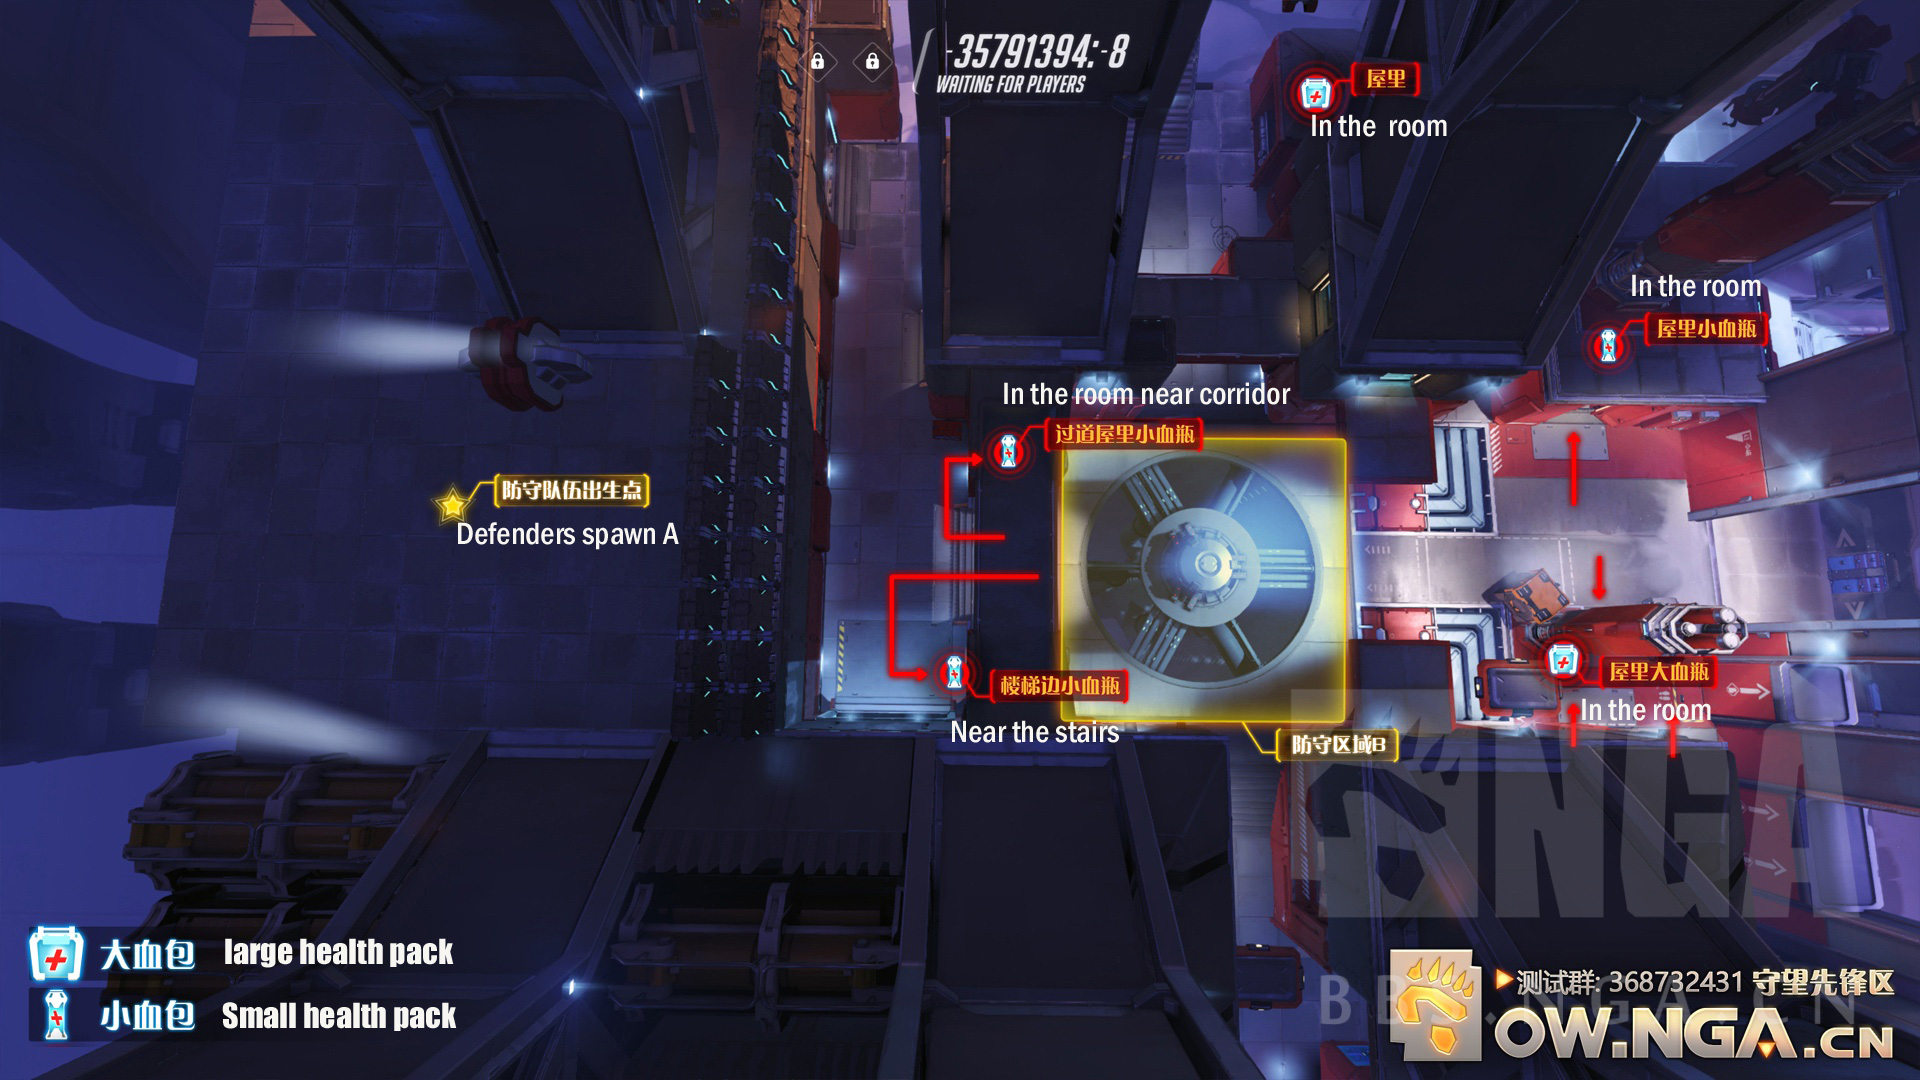 -35791394:-8
WAITING FOR PLAYERS
屋里
In the room
In the room
屋里小血瓶
In the room near corridor
过道屋里小血瓶
防守队伍出生点
Defenders spawn A
屋里大血瓶
In the room
楼梯边小血瓶
Near the stairs
防守区域B
NGA
BBS.NGA.CN
大血包 large health pack
小血包 Small health pack
测试群: 368732431 守望先锋区
OW.NGA.CN